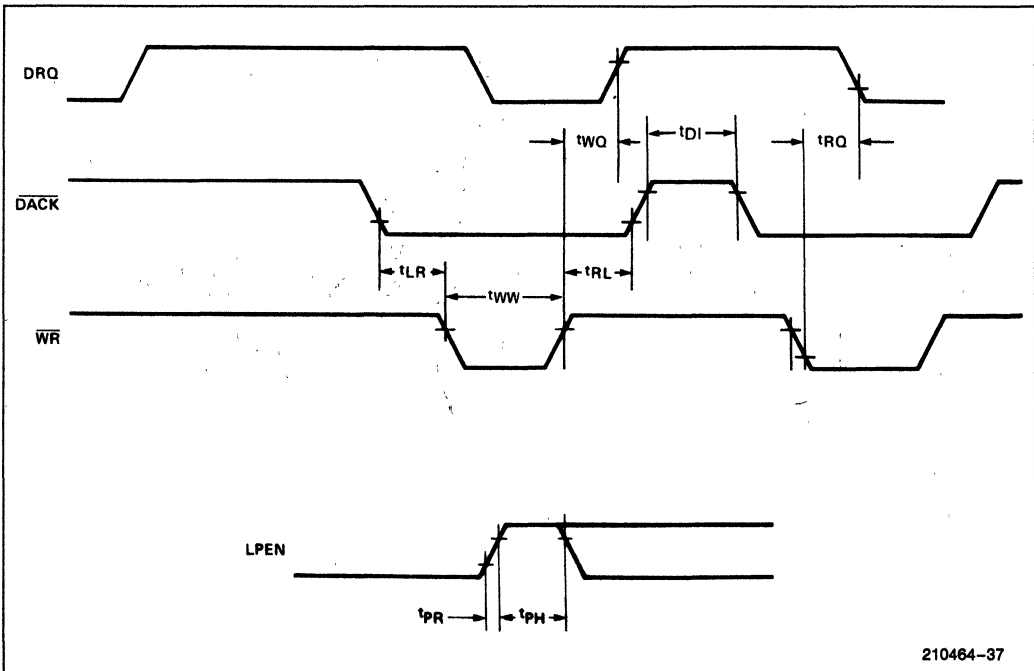 DRQ
tWQ
tDI
tRQ
DACK
tLR
tRL
tWW
WR
LPEN
tPR
tPH
210464-37